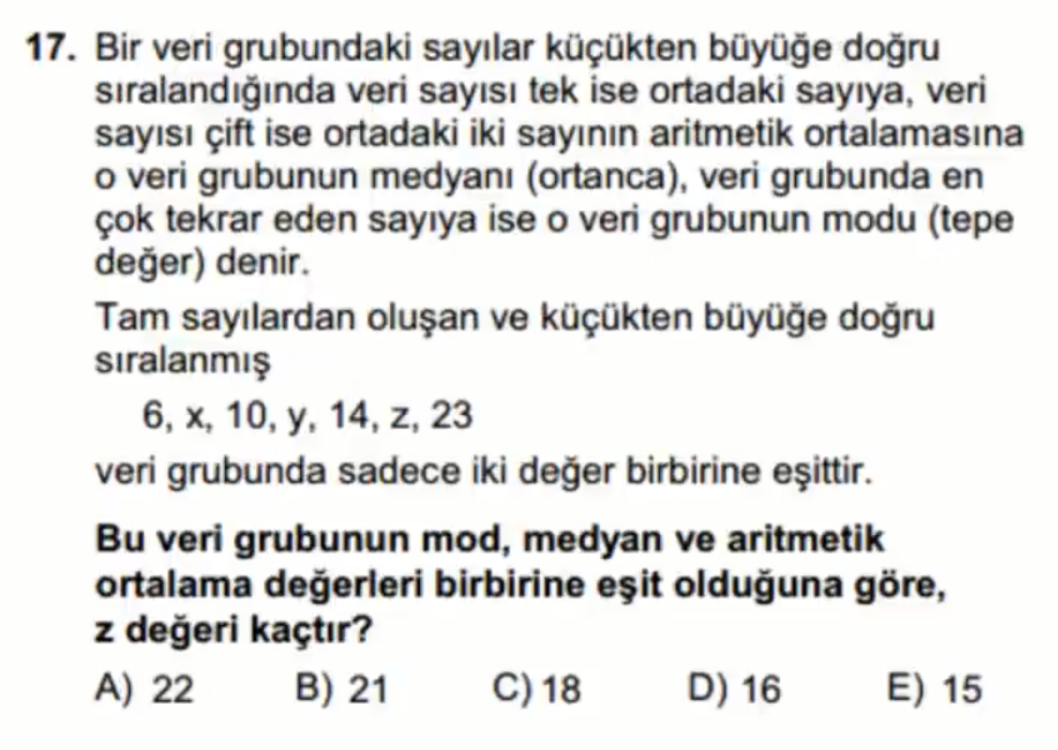 17. Bir veri grubundaki sayılar küçükten büyüğe doğru
sıralandığında veri sayısı tek ise ortadaki sayıya, veri
sayısı çift ise ortadaki iki sayının aritmetik ortalamasına
o veri grubunun medyanı (ortanca), veri grubunda en
çok tekrar eden sayıya ise o veri grubunun modu (tepe
değer) denir.
Tam sayılardan oluşan ve küçükten büyüğe doğru
sıralanmış
6, x, 10, y, 14, z, 23
veri grubunda sadece iki değer birbirine eşittir.
Bu veri grubunun mod, medyan ve aritmetik
ortalama değerleri birbirine eşit olduğuna göre,
z değeri kaçtır?
A) 22 B) 21 C) 18 D) 16 E) 15